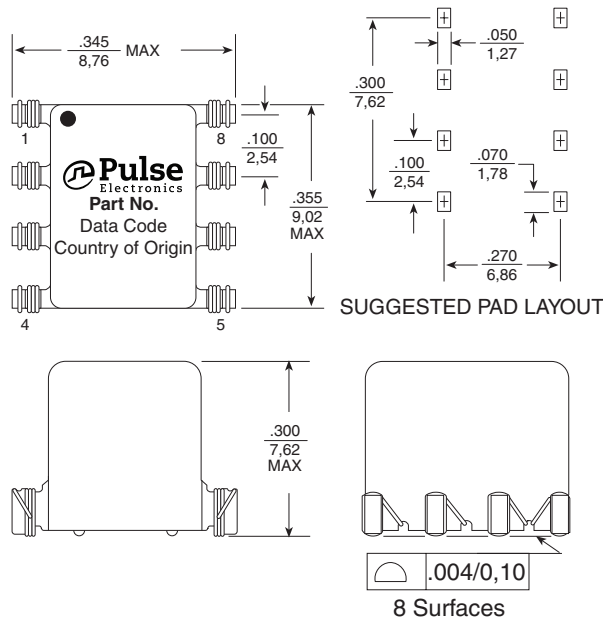 .345
8,76
MAX
1
8
Pulse
Electronics
Part No.
Data Code
Country of Origin
4
5
.100
2,54
.355
9,02
MAX
.050
1,27
.300
7,62
.100
2,54
.070
1,78
.270
6,86
SUGGESTED PAD LAYOUT
.300
7,62
MAX
.004/0,10
8 Surfaces